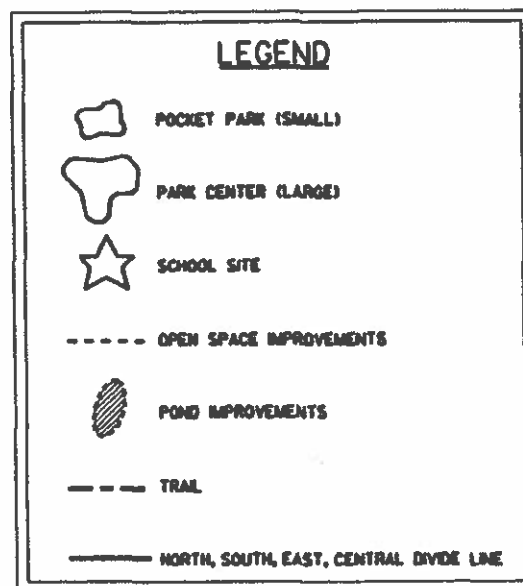 LEGEND
POCKET PARK (SMALL)
PARK CENTER (LARGE)
SCHOOL SITE
OPEN SPACE IMPROVEMENTS
POND IMPROVEMENTS
TRAIL
NORTH, SOUTH, EAST, CENTRAL DIVIDE LINE